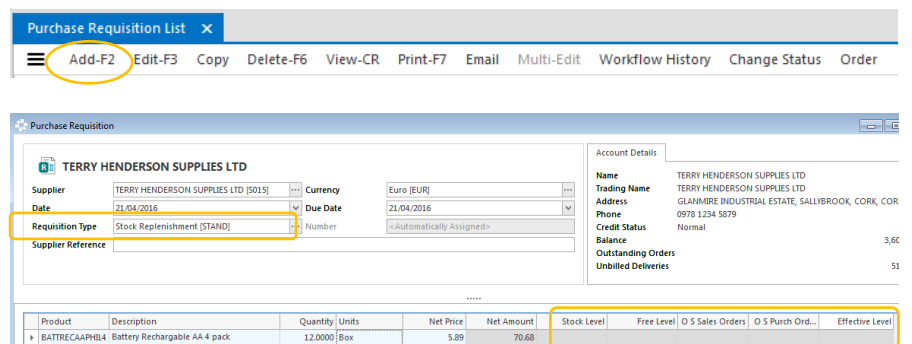 Purchase Requisition List ×
Add-F2 Edit-F3 Copy Delete-F6 View-CR Print-F7 Email Multi-Edit Workflow History Change Status Order
Purchase Requisition
TERRY HENDERSON SUPPLIES LTD
Supplier TERRY HENDERSON SUPPLIES LTD [S015] ... Currency Euro [EUR] ...
Date 21/04/2016 Due Date 21/04/2016
Requisition Type Stock Replenishment [STAND] ... Number <Automatically Assigned>
Supplier Reference
Account Details
Name TERRY HENDERSON SUPPLIES LTD
Trading Name TERRY HENDERSON SUPPLIES LTD
Address GLANMIRE INDUSTRIAL ESTATE, SALLYBROOK, CORK, COR
Phone 0978 1234 5879
Credit Status Normal
Balance 3,60
Outstanding Orders
Unbilled Deliveries 51
Product Description Quantity Units Net Price Net Amount Stock Level Free Level O S Sales Orders O S Purch Ord... Effective Level
BATTRECAAPHIL4 Battery Rechargable AA 4 pack 12.0000 Box 5.89 70.68